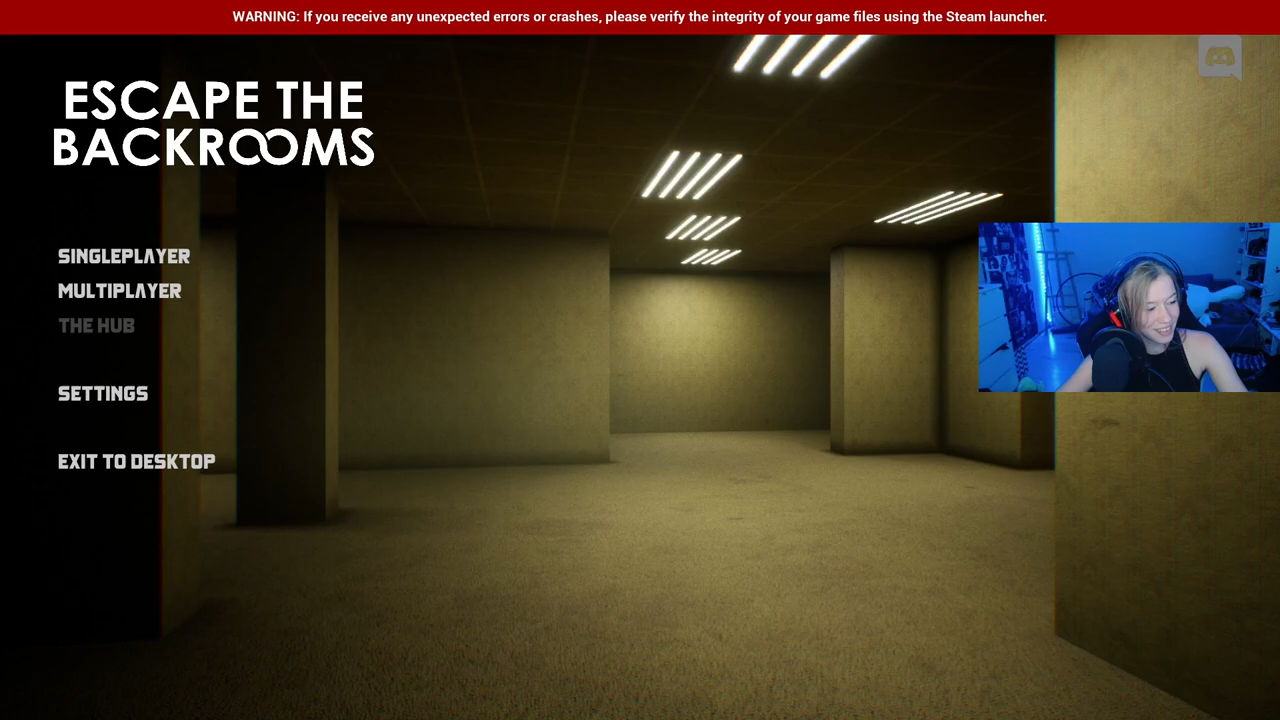 WARNING: If you receive any unexpected errors or crashes, please verify the integrity of your game files using the Steam launcher.
ESCAPE THE
BACKROOMS
SINGLEPLAYER
MULTIPLAYER
THE HUB
SETTINGS
EXIT TO DESKTOP